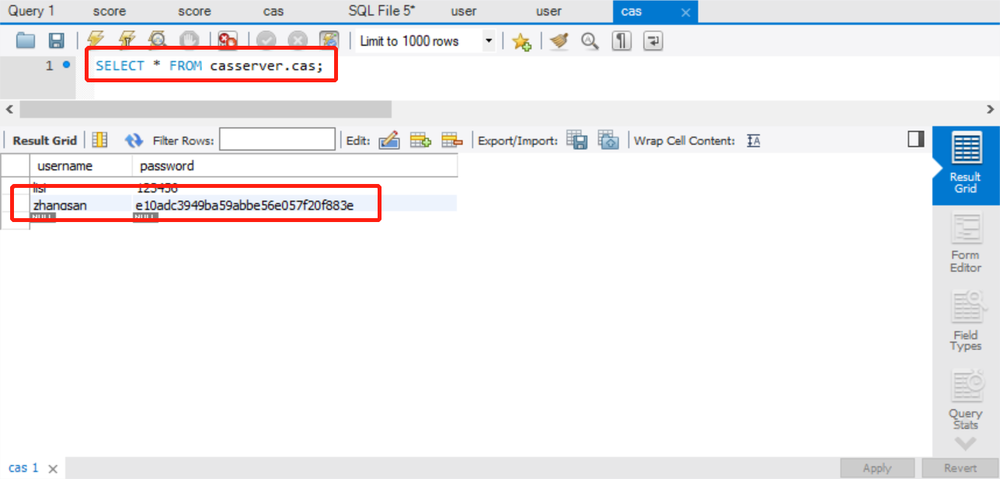 Query 1 score score cas SQL File 5* user user cas
Limit to 1000 rows
1 SELECT * FROM casserver.cas;
Result Grid Filter Rows: Edit: Export/Import: Wrap Cell Content:
username password
lisi 123456
zhangsan e10adc3949ba59abbe56e057f20f883e
NULL NULL
Result
Grid
Form
Editor
Field
Types
Query
Stats
cas 1 Apply Revert